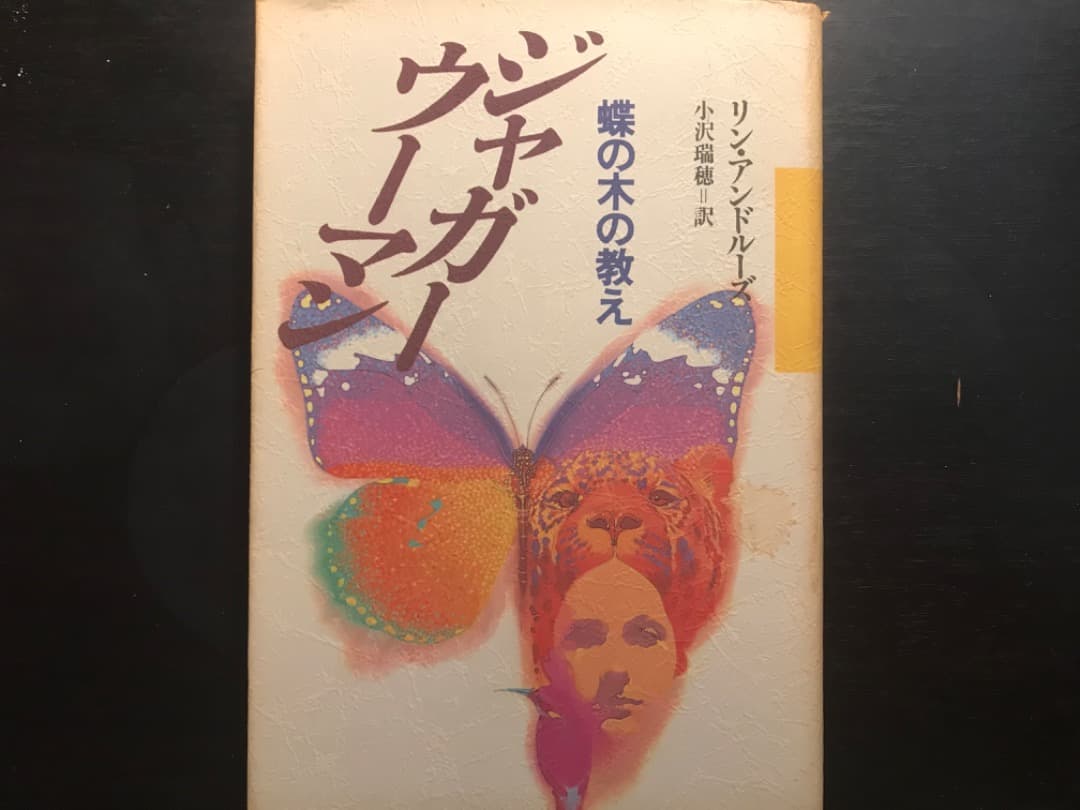 ジャガー
ウーマン
蝶の木の教え
リン・アンドルーズ
小沢瑞穂=訳